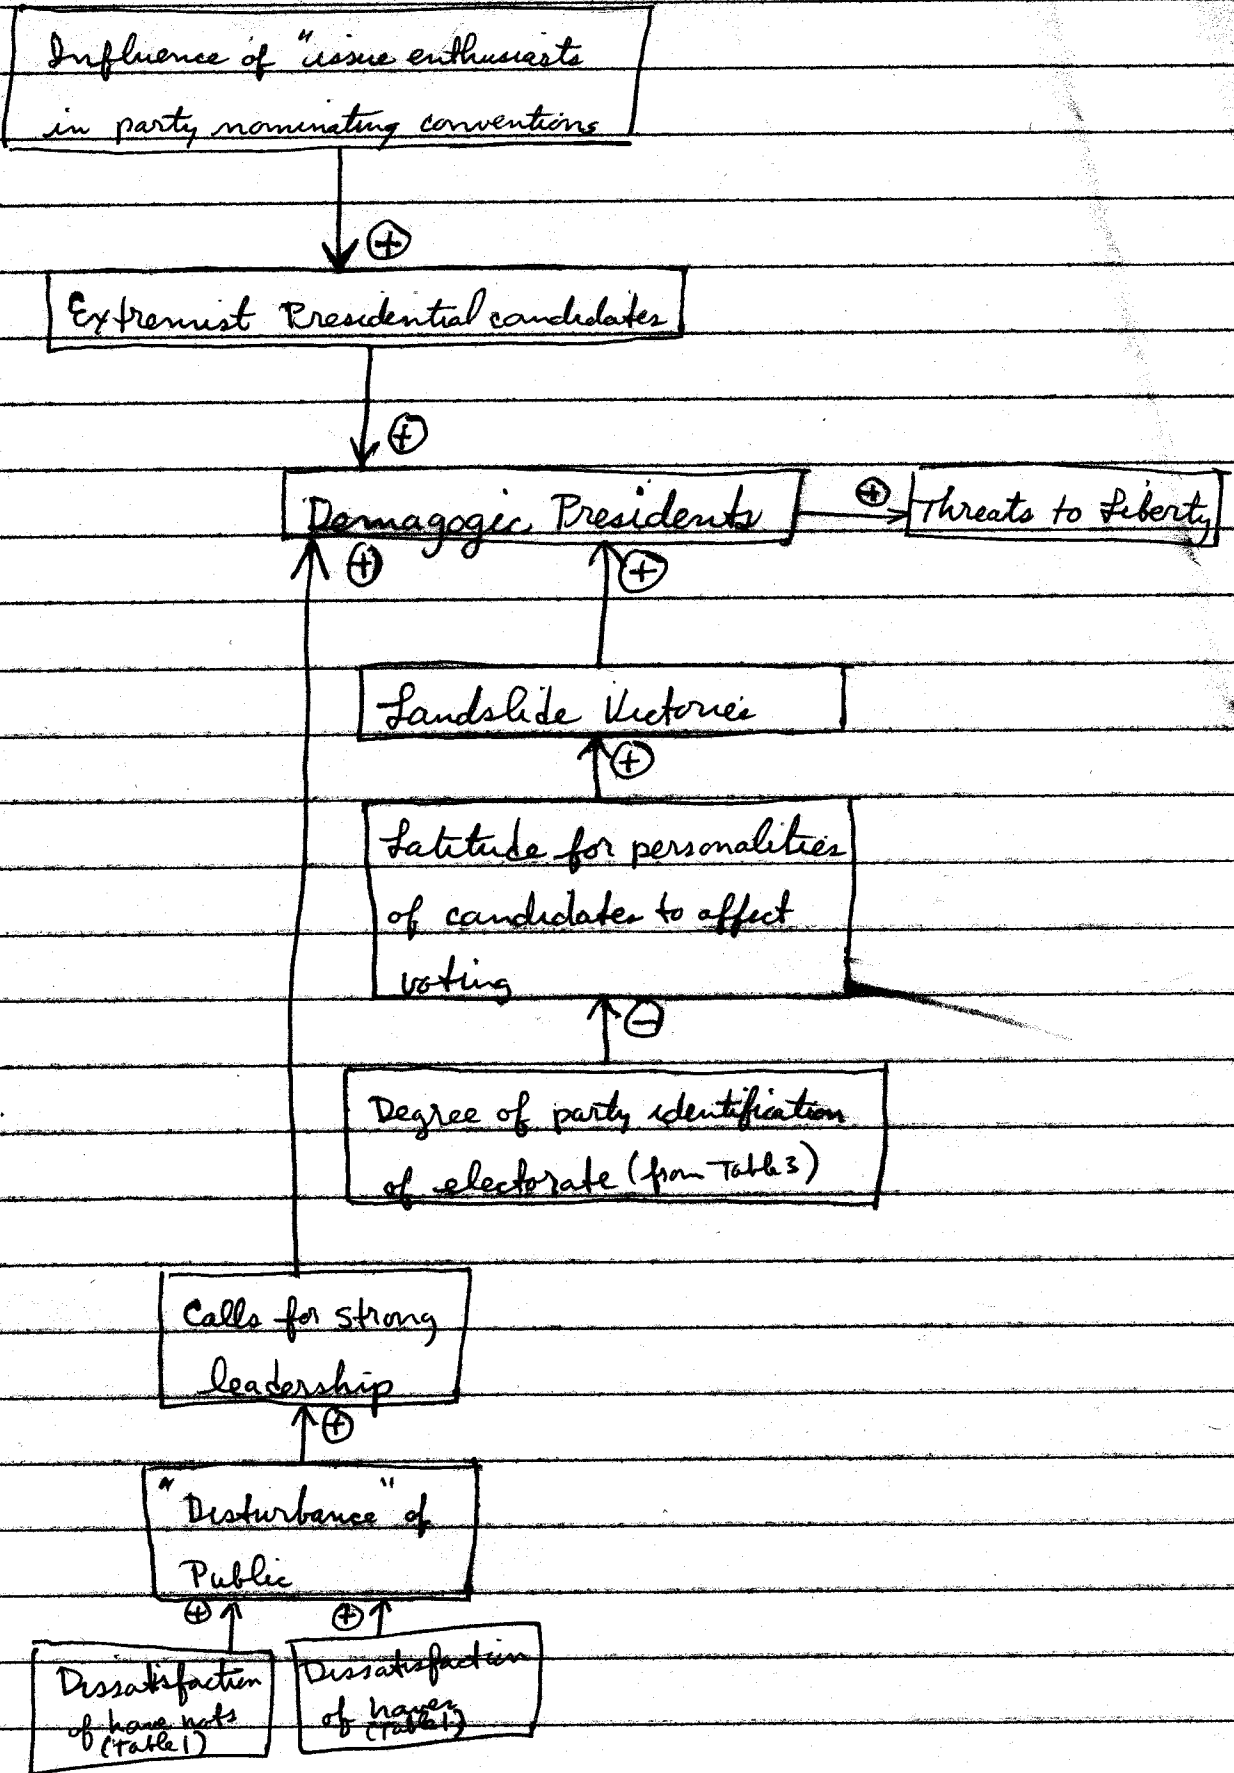 Influence of "issue enthusiasts
in party nominating conventions
⊕
Extremist Presidential candidates
⊕
Demagogic Presidents
⊕
Threats to Liberty
⊕
⊕
Landslide Victories
⊕
Latitude for personalities
of candidates to affect
voting
⊖
Degree of party identification
of electorate (from Table 3)
Calls for strong
leadership
⊕
"Disturbance" of
Public
⊕
⊕
Dissatisfaction
of have nots
(Table 1)
Dissatisfaction
of haves
(Table 1)